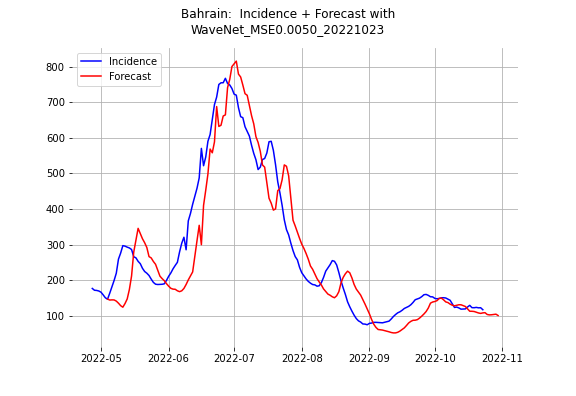 Bahrain:  Incidence + Forecast with
WaveNet_MSE0.0050_20221023
Incidence
Forecast
800
700
600
500
400
300
200
100
2022-05 2022-06 2022-07 2022-08 2022-09 2022-10 2022-11